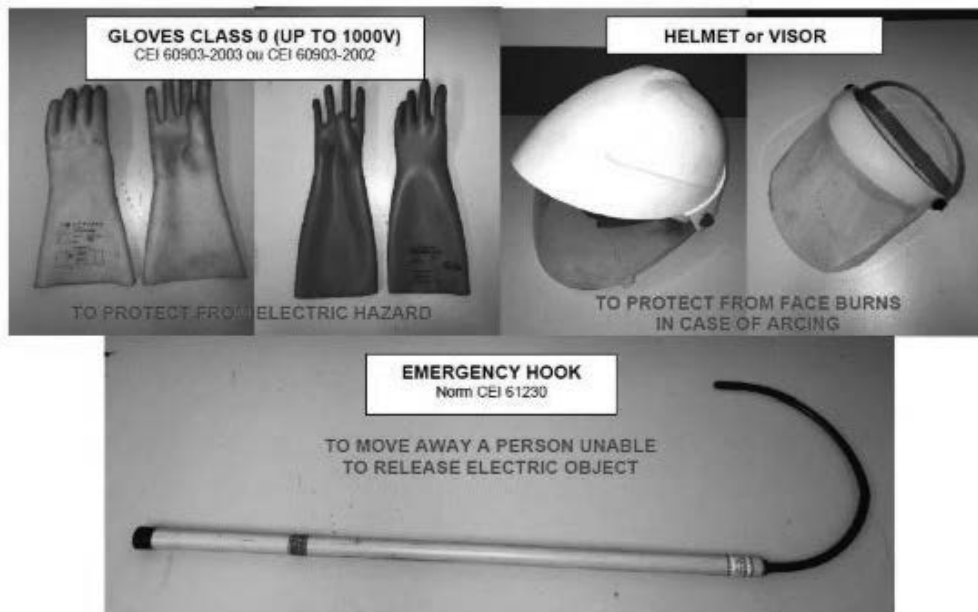 GLOVES CLASS 0 (UP TO 1000V)
CEI 60903-2003 ou CEI 60903-2002
TO PROTECT FROM ELECTRIC HAZARD
HELMET or VISOR
TO PROTECT FROM FACE BURNS
IN CASE OF ARCING
EMERGENCY HOOK
Norm CEI 61230
TO MOVE AWAY A PERSON UNABLE
TO RELEASE ELECTRIC OBJECT